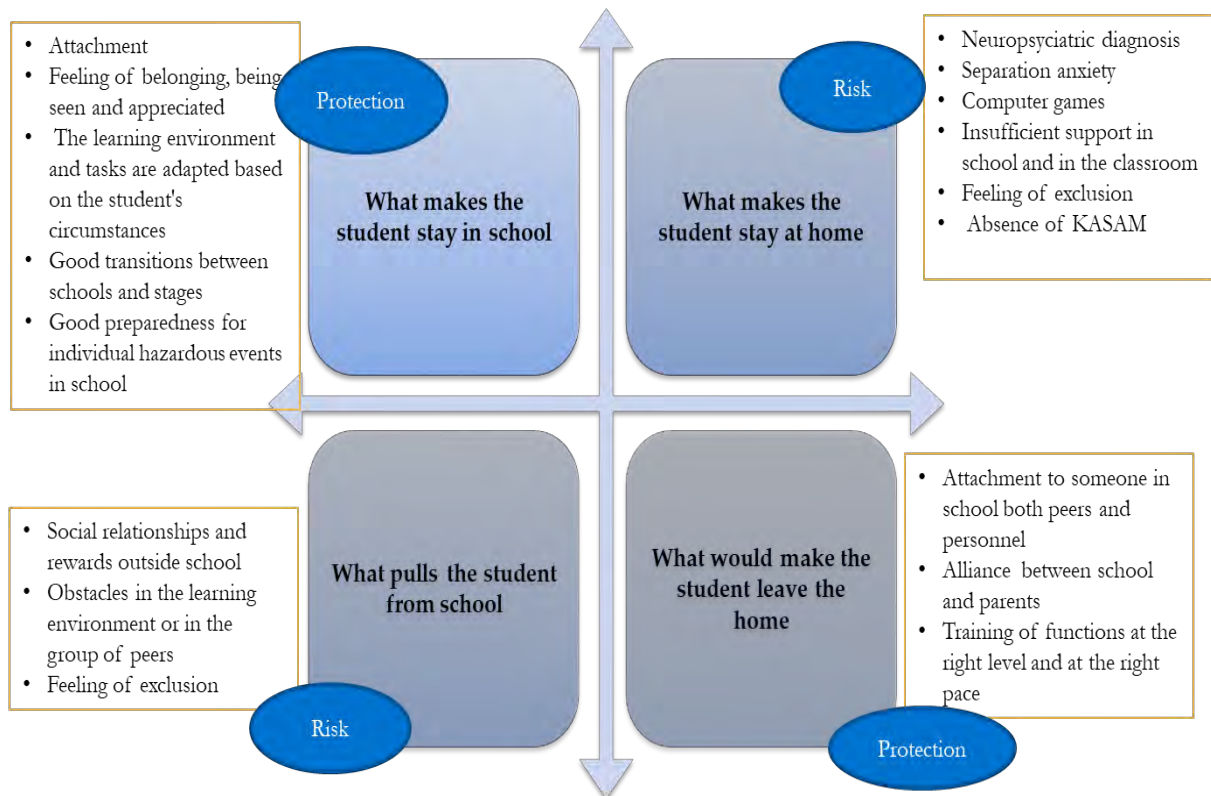 • Attachment
• Feeling of belonging, being
seen and appreciated
• The learning environment
and tasks are adapted based
on the student's
circumstances
• Good transitions between
schools and stages
• Good preparedness for
individual hazardous events
in school
Protection
What makes the
student stay in school
Risk
What makes the
student stay at home
• Neuropsyciatric diagnosis
• Separation anxiety
• Computer games
• Insufficient support in
school and in the classroom
• Feeling of exclusion
• Absence of KASAM
• Social relationships and
rewards outside school
• Obstacles in the learning
environment or in the
group of peers
• Feeling of exclusion
What pulls the student
from school
Risk
What would make the
student leave the
home
• Attachment to someone in
school both peers and
personnel
• Alliance between school
and parents
• Training of functions at the
right level and at the right
pace
Protection